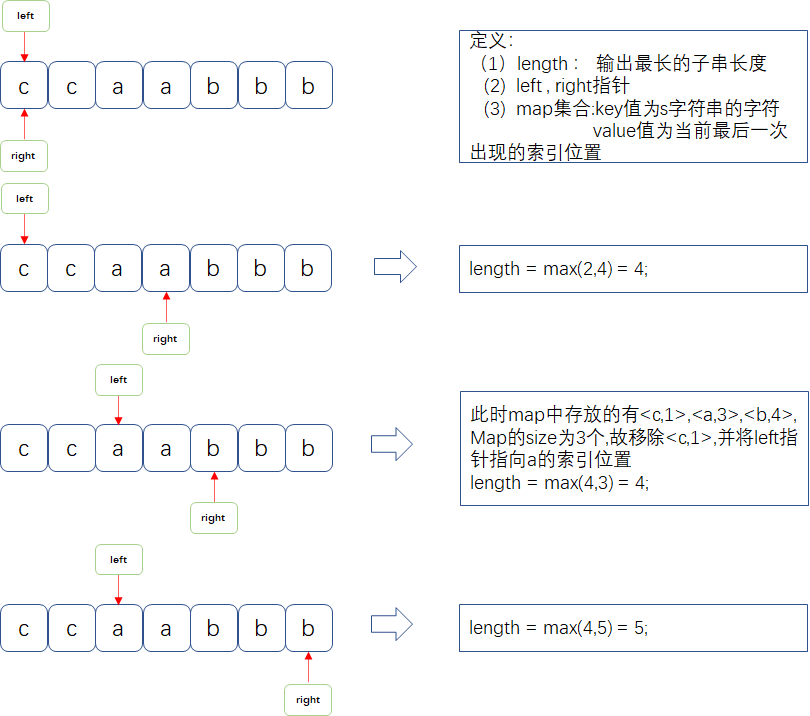 left
c c a a b b b
right
定义:
（1）length： 输出最长的子串长度
（2）left , right指针
（3）map集合:key值为s字符串的字符
value值为当前最后一次
出现的索引位置
left
c c a a b b b
right
length = max(2,4) = 4;
left
c c a a b b b
right
此时map中存放的有<c,1>,<a,3>,<b,4>,
Map的size为3个,故移除<c,1>,并将left指
针指向a的索引位置
length = max(4,3) = 4;
left
c c a a b b b
right
length = max(4,5) = 5;